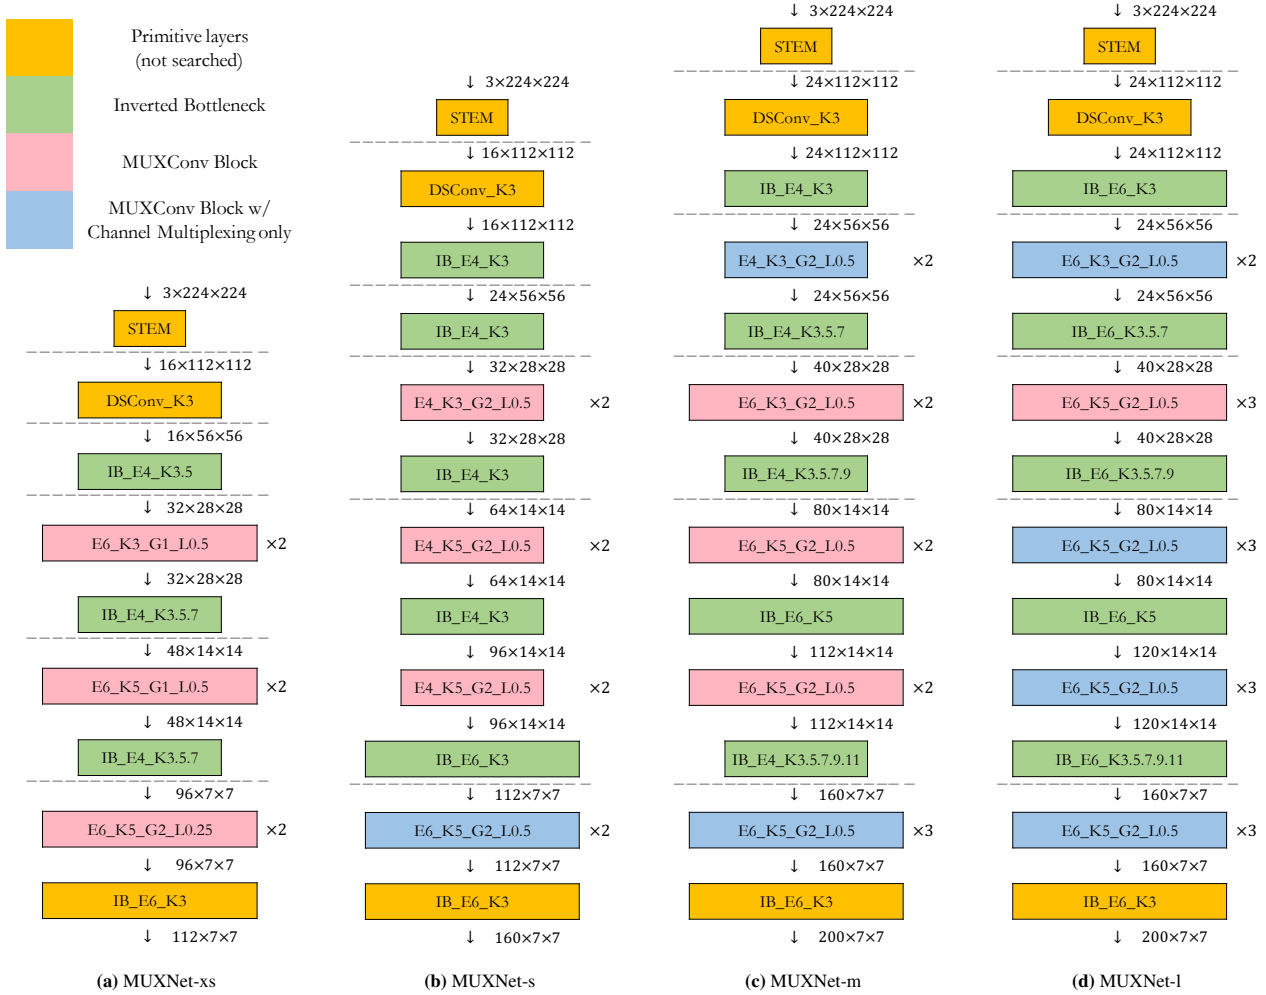 Primitive layers
(not searched)
Inverted Bottleneck
MUXConv Block
MUXConv Block w/
Channel Multiplexing only
↓ 3×224×224
STEM
↓ 16×112×112
DSConv_K3
↓ 16×56×56
IB_E4_K3.5
↓ 32×28×28
E6_K3_G1_L0.5 ×2
↓ 32×28×28
IB_E4_K3.5.7
↓ 48×14×14
E6_K5_G1_L0.5 ×2
↓ 48×14×14
IB_E4_K3.5.7
↓ 96×7×7
E6_K5_G2_L0.25 ×2
↓ 96×7×7
IB_E6_K3
↓ 112×7×7
(a) MUXNet-xs
↓ 3×224×224
STEM
↓ 16×112×112
DSConv_K3
↓ 16×112×112
IB_E4_K3
↓ 24×56×56
IB_E4_K3
↓ 32×28×28
E4_K3_G2_L0.5 ×2
↓ 32×28×28
IB_E4_K3
↓ 64×14×14
E4_K5_G2_L0.5 ×2
↓ 64×14×14
IB_E4_K3
↓ 96×14×14
E4_K5_G2_L0.5 ×2
↓ 96×14×14
IB_E6_K3
↓ 112×7×7
E6_K5_G2_L0.5 ×2
↓ 112×7×7
IB_E6_K3
↓ 160×7×7
(b) MUXNet-s
↓ 3×224×224
STEM
↓ 24×112×112
DSConv_K3
↓ 24×112×112
IB_E4_K3
↓ 24×56×56
E4_K3_G2_L0.5 ×2
↓ 24×56×56
IB_E4_K3.5.7
↓ 40×28×28
E6_K3_G2_L0.5 ×2
↓ 40×28×28
IB_E4_K3.5.7.9
↓ 80×14×14
E6_K5_G2_L0.5 ×2
↓ 80×14×14
IB_E6_K5
↓ 112×14×14
E6_K5_G2_L0.5 ×2
↓ 112×14×14
IB_E4_K3.5.7.9.11
↓ 160×7×7
E6_K5_G2_L0.5 ×3
↓ 160×7×7
IB_E6_K3
↓ 200×7×7
(c) MUXNet-m
↓ 3×224×224
STEM
↓ 24×112×112
DSConv_K3
↓ 24×112×112
IB_E6_K3
↓ 24×56×56
E6_K3_G2_L0.5 ×2
↓ 24×56×56
IB_E6_K3.5.7
↓ 40×28×28
E6_K5_G2_L0.5 ×3
↓ 40×28×28
IB_E6_K3.5.7.9
↓ 80×14×14
E6_K5_G2_L0.5 ×3
↓ 80×14×14
IB_E6_K5
↓ 120×14×14
E6_K5_G2_L0.5 ×3
↓ 120×14×14
IB_E6_K3.5.7.9.11
↓ 160×7×7
E6_K5_G2_L0.5 ×3
↓ 160×7×7
IB_E6_K3
↓ 200×7×7
(d) MUXNet-l